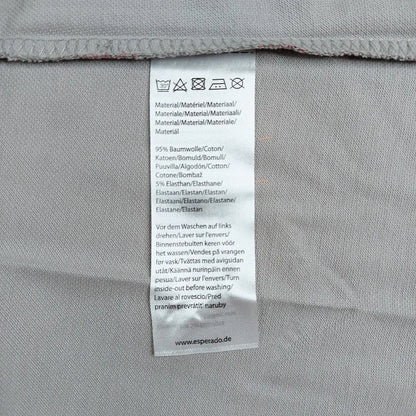 Material/Matériel/Materiaal/
Materiale/Material/Materiaali/
Material/Material/Materiale/
Materiál
95% Baumwolle/Coton/
Katoen/Bomuld/Bomull/
Puuvilla/Algodón/Cotton/
Cotone/Bombaž
5% Elasthan/Elasthane/
Elastaan/Elastan/Elastan/
Elastaani/Elastano/Elastane/
Elastane/Elastan
Vor dem Waschen auf links
drehen/Laver sur l'envers/
Binnenstebuiten keren vóór
het wassen/Vendes på vrangen
før vask/Tvättas med avigudan
utåt/Käännä nurinpäin ennen
pesua/Laver sur l'envers/Turn
inside-out before washing/
Lavare al rovescio/Pred
praníms prevrátiť naruby
www.esperado.de